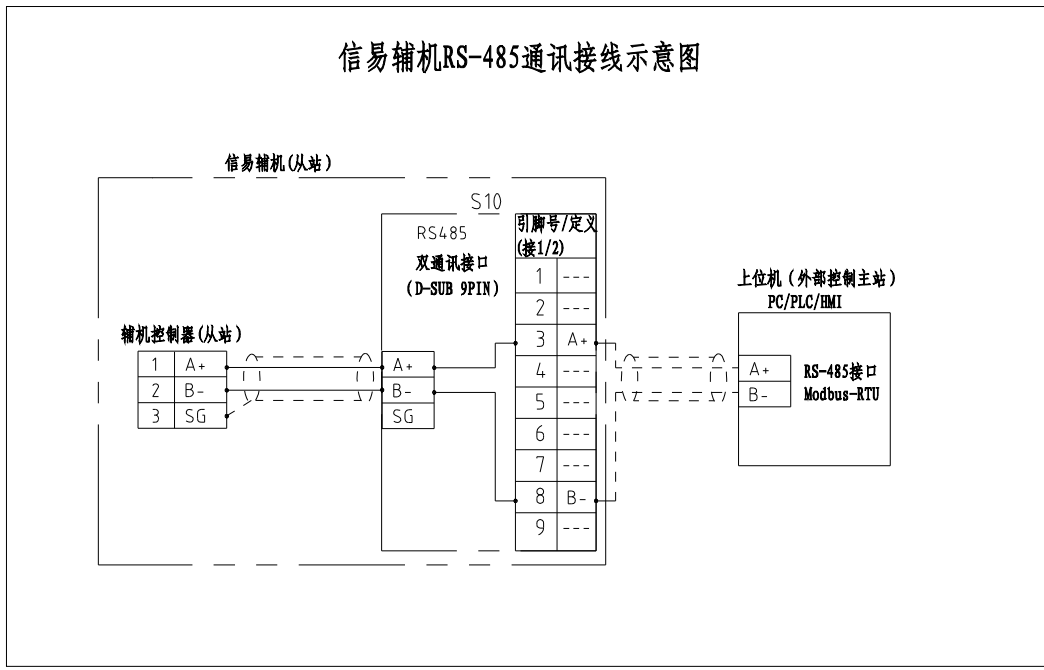 信易辅机RS-485通讯接线示意图
信易辅机(从站)
S10
RS485
双通讯接口
(D-SUB 9PIN)
引脚号/定义
(接1/2)
1 ---
2 ---
3 A+
4 ---
5 ---
6 ---
7 ---
8 B-
9 ---
辅机控制器(从站)
1 A+
2 B-
3 SG
A+
B-
SG
上位机(外部控制主站)
PC/PLC/HMI
A+
B-
RS-485接口
Modbus-RTU